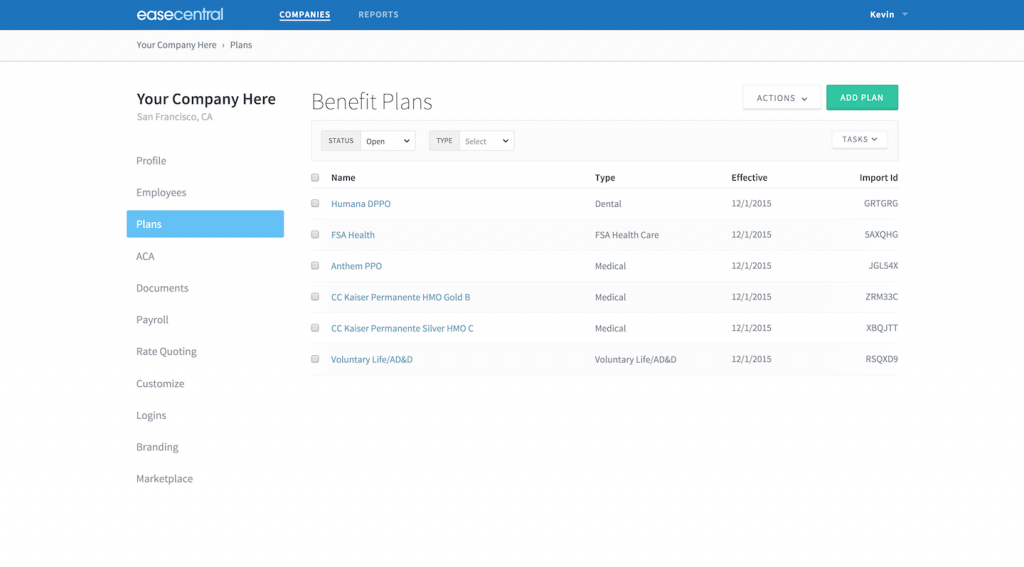 easecentral COMPANIES REPORTS Kevin
Your Company Here › Plans
Your Company Here
San Francisco, CA
Profile
Employees
Plans
ACA
Documents
Payroll
Rate Quoting
Customize
Logins
Branding
Marketplace
Benefit Plans ACTIONS ADD PLAN
STATUS Open TYPE Select TASKS
Name Type Effective Import Id
Humana DPPO Dental 12/1/2015 GRTGRG
FSA Health FSA Health Care 12/1/2015 5AXQHG
Anthem PPO Medical 12/1/2015 JGL54X
CC Kaiser Permanente HMO Gold B Medical 12/1/2015 ZRM33C
CC Kaiser Permanente Silver HMO C Medical 12/1/2015 XBQJTT
Voluntary Life/AD&D Voluntary Life/AD&D 12/1/2015 RSQXD9